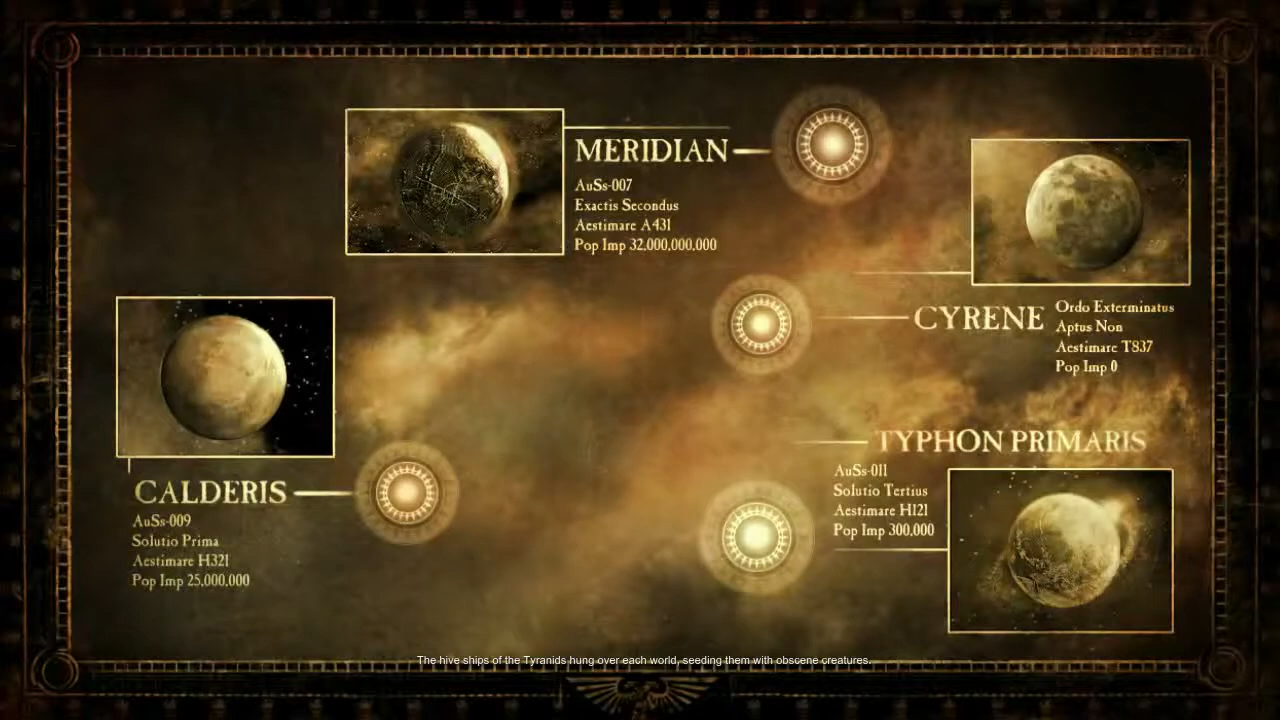 MERIDIAN
AuSs-007
Exactis Secundus
Aestimare A431
Pop Imp 32,000,000,000
CYRENE
Ordo Exterminatus
Aptus Non
Aestimare T837
Pop Imp 0
TYPHON PRIMARIS
AuSs-011
Solutio Tertius
Aestimare H121
Pop Imp 300,000
CALDERIS
AuSs-009
Solutio Prima
Aestimare H321
Pop Imp 25,000,000
The hive ships of the Tyranids hung over each world, seeding them with obscene creatures.